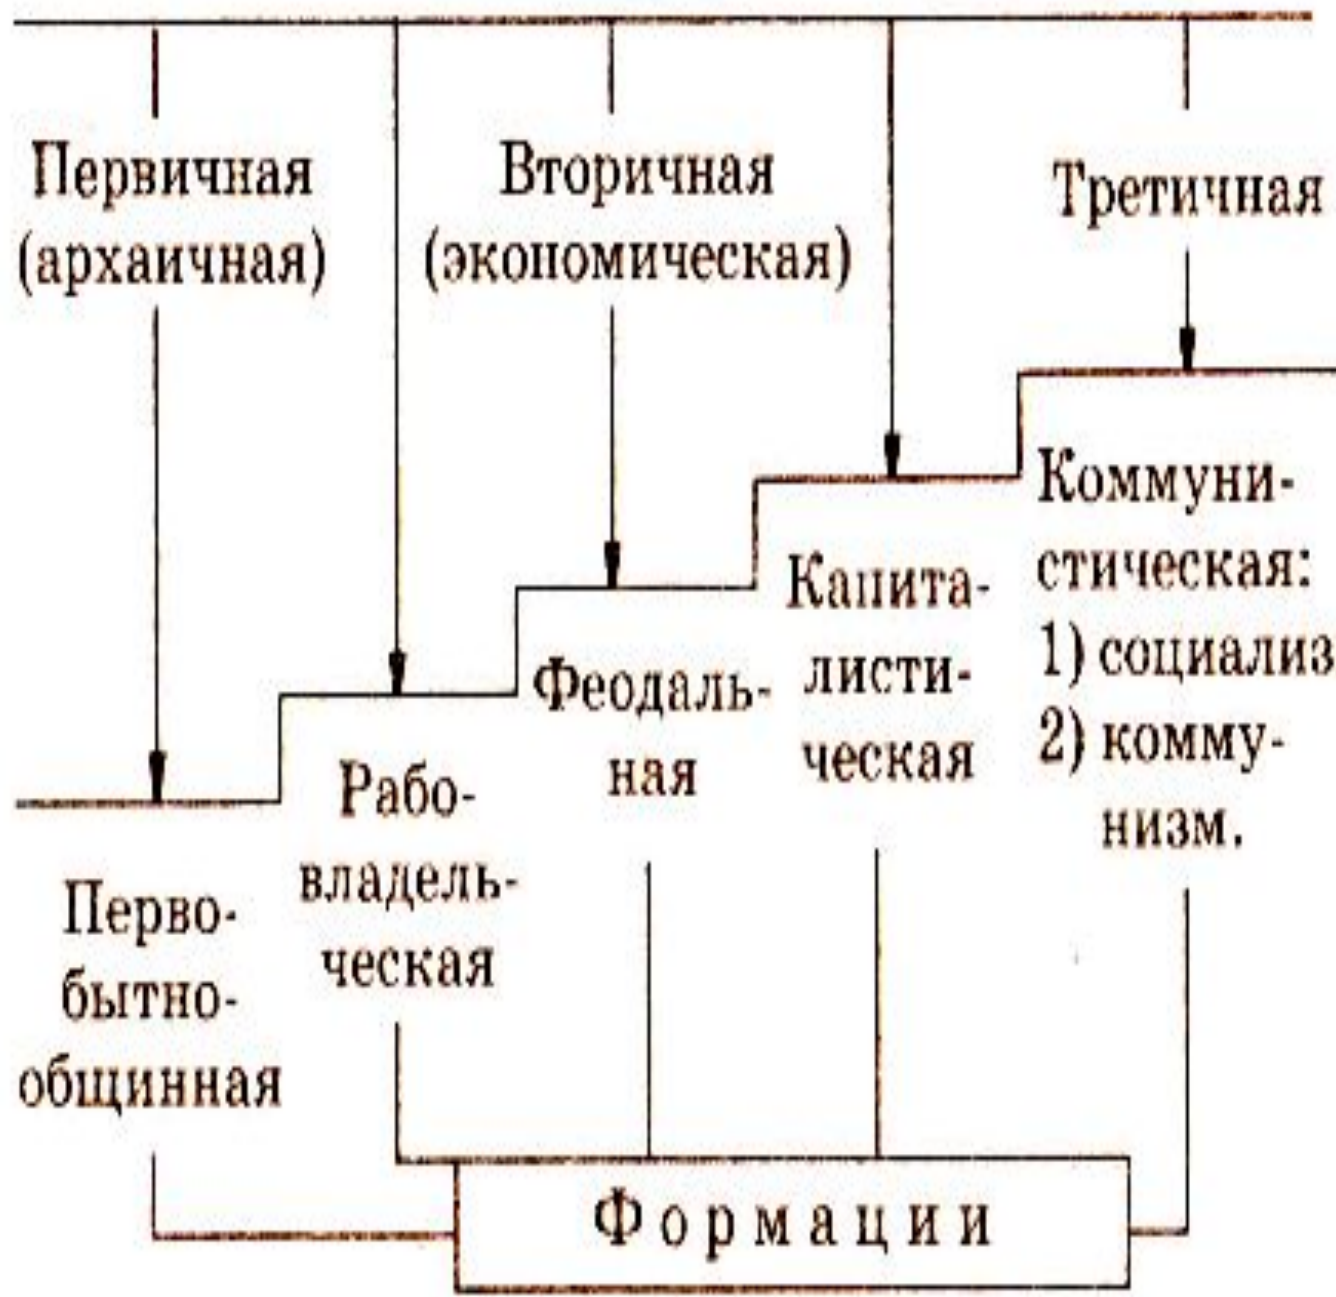 Первичная
(архаичная)
Вторичная
(экономическая)
Третичная
Перво-
бытно-
общинная
Рабо-
владель-
ческая
Феодаль-
ная
Капита-
листи-
ческая
Коммуни-
стическая:
1) социализ
2) комму-
низм.
Формации